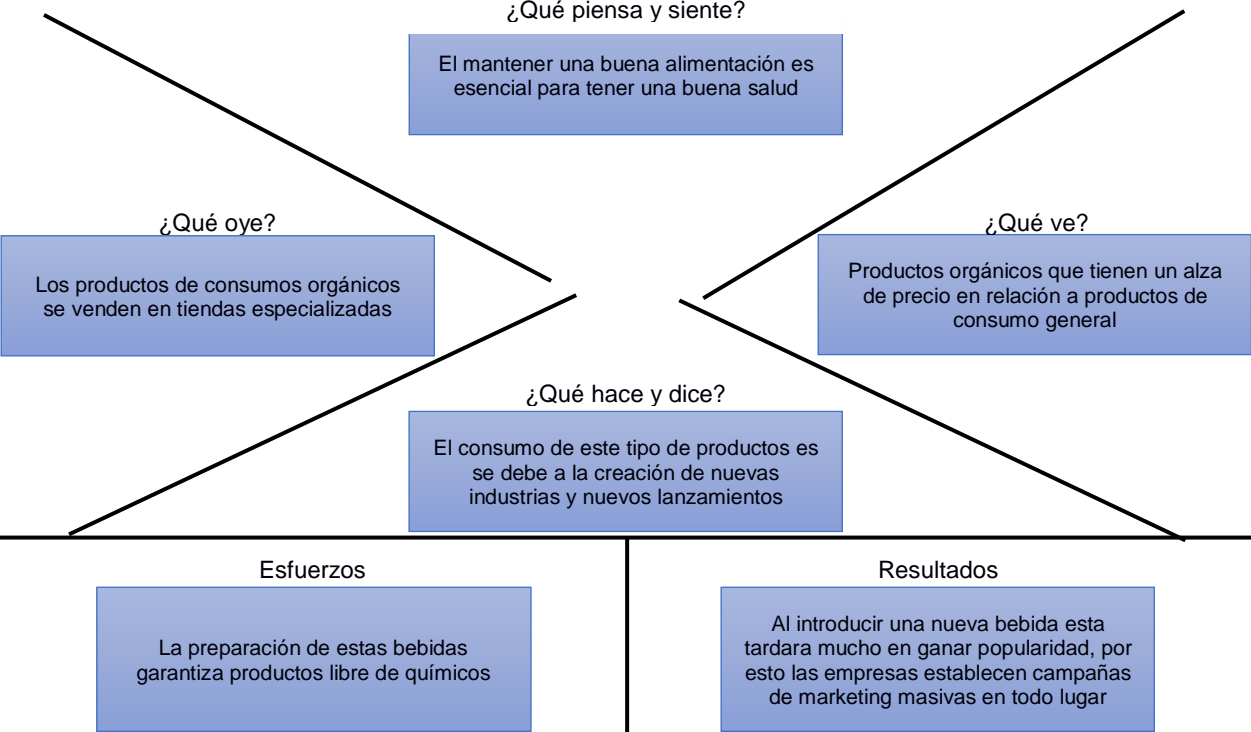 ¿Qué piensa y siente?
El mantener una buena alimentación es
esencial para tener una buena salud
¿Qué oye?
Los productos de consumos orgánicos
se venden en tiendas especializadas
¿Qué ve?
Productos orgánicos que tienen un alza
de precio en relación a productos de
consumo general
¿Qué hace y dice?
El consumo de este tipo de productos es
se debe a la creación de nuevas
industrias y nuevos lanzamientos
Esfuerzos
La preparación de estas bebidas
garantiza productos libre de químicos
Resultados
Al introducir una nueva bebida esta
tardara mucho en ganar popularidad, por
esto las empresas establecen campañas
de marketing masivas en todo lugar